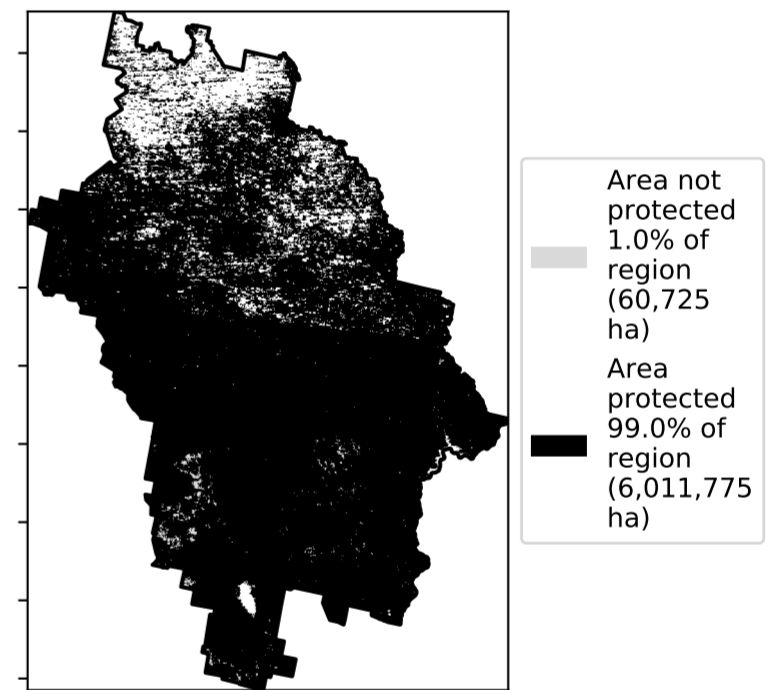 Area not
protected
1.0% of
region
(60,725
ha)
Area
protected
99.0% of
region
(6,011,775
ha)